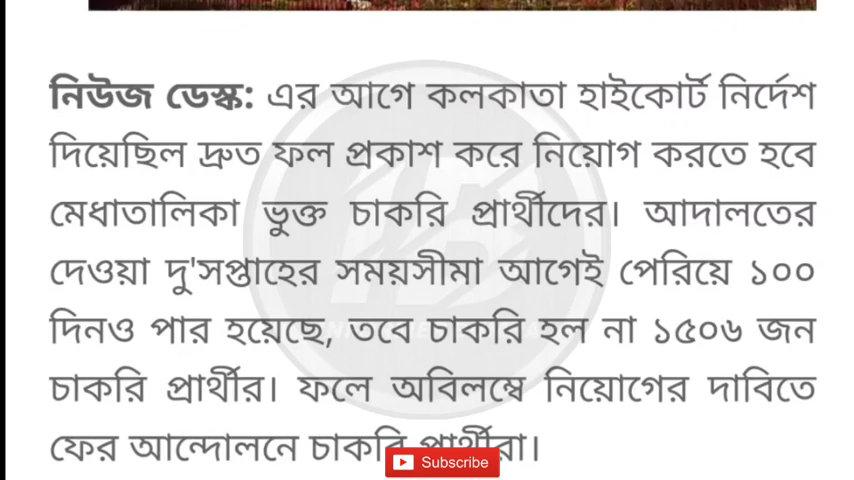 নিউজ ডেস্ক: এর আগে কলকাতা হাইকোর্ট নির্দেশ
দিয়েছিল দ্রুত ফল প্রকাশ করে নিয়োগ করতে হবে
মেধাতালিকা ভুক্ত চাকরি প্রার্থীদের। আদালতের
দেওয়া দু'সপ্তাহের সময়সীমা আগেই পেরিয়ে ১০০
দিনও পার হয়েছে, তবে চাকরি হল না ১৫০৬ জন
চাকরি প্রার্থীর। ফলে অবিলম্বে নিয়োগের দাবিতে
ফের আন্দোলনে চাকরি প্রার্থীরা।
Subscribe